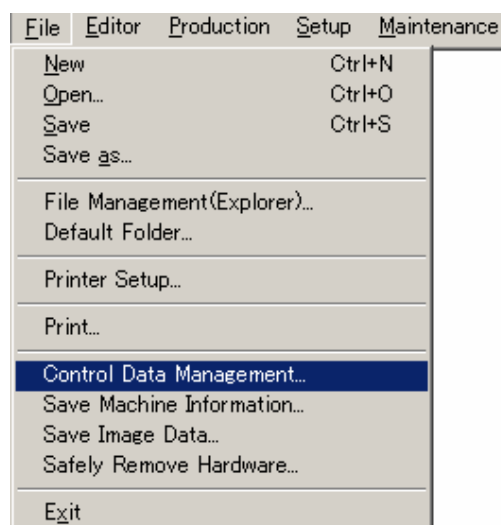 File Editor Production Setup Maintenance
New Ctrl+N
Open... Ctrl+O
Save Ctrl+S
Save as...
File Management(Explorer)...
Default Folder...
Printer Setup...
Print...
Control Data Management...
Save Machine Information...
Save Image Data...
Safely Remove Hardware...
Exit